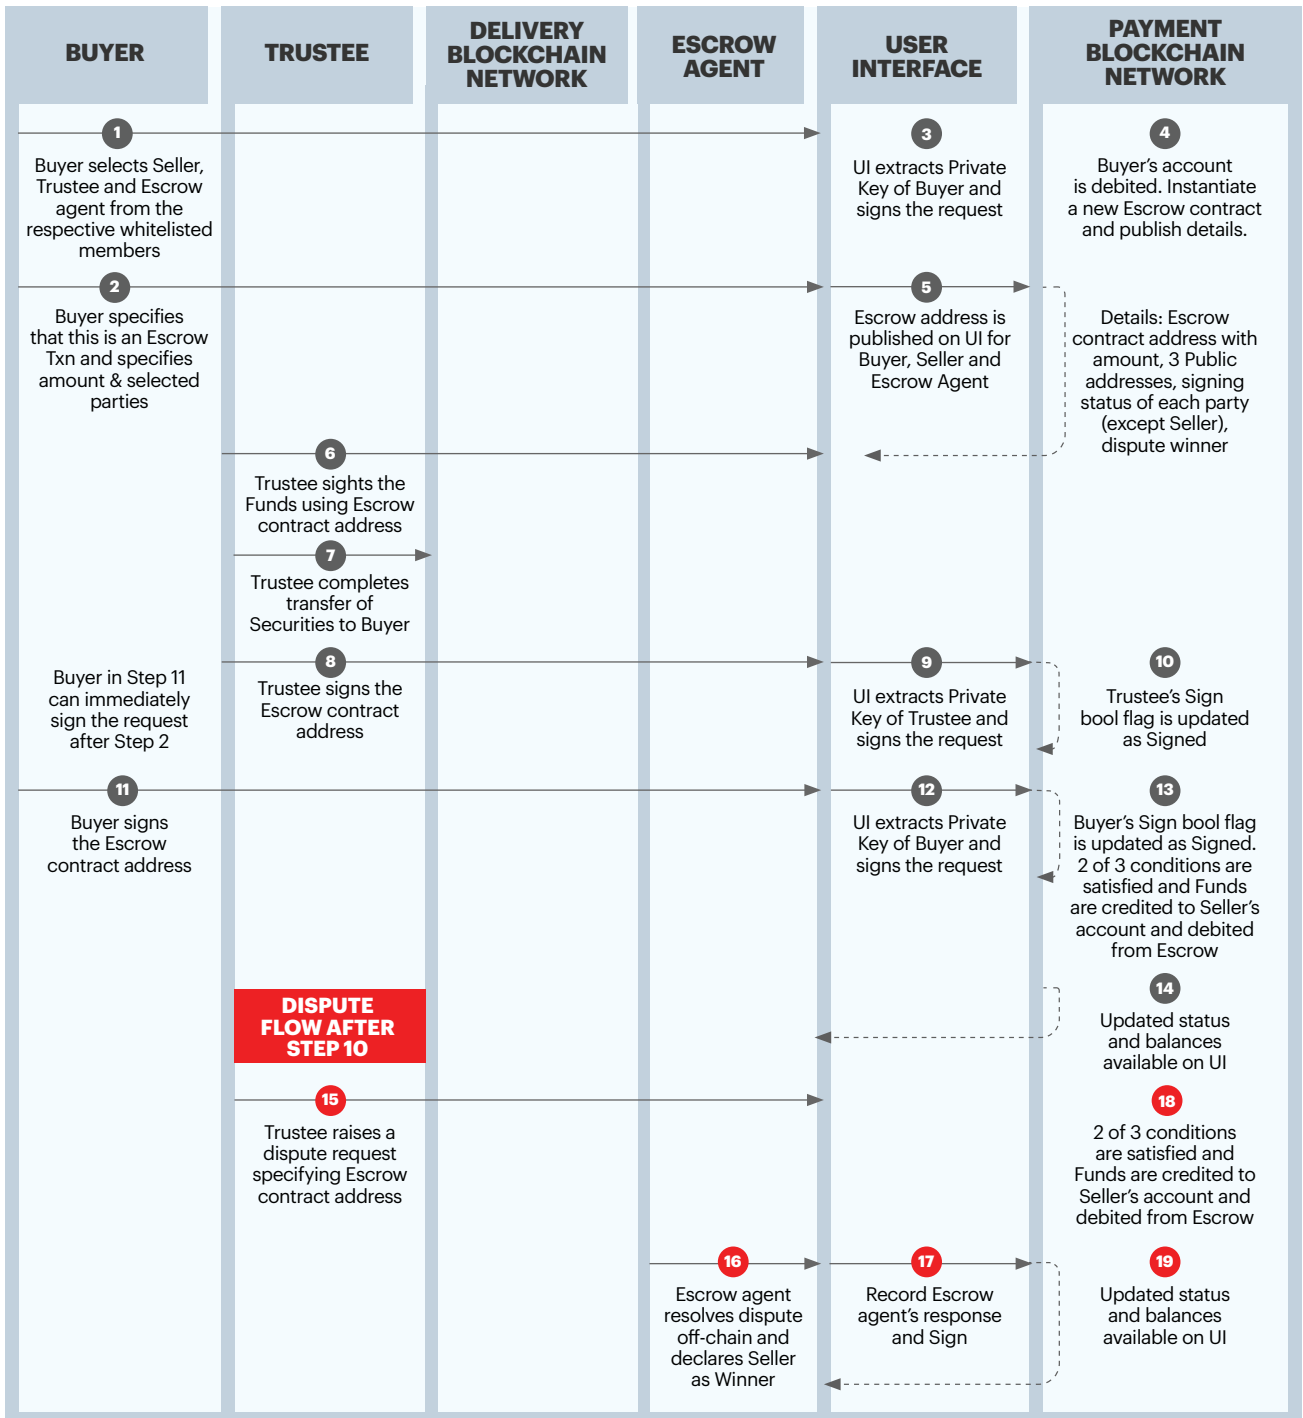 BUYER
TRUSTEE
DELIVERY
BLOCKCHAIN
NETWORK
ESCROW
AGENT
USER
INTERFACE
PAYMENT
BLOCKCHAIN
NETWORK
1
Buyer selects Seller,
Trustee and Escrow
agent from the
respective whitelisted
members
3
UI extracts Private
Key of Buyer and
signs the request
4
Buyer’s account
is debited. Instantiate
a new Escrow contract
and publish details.
2
Buyer specifies
that this is an Escrow
Txn and specifies
amount & selected
parties
5
Escrow address is
published on UI for
Buyer, Seller and
Escrow Agent
Details: Escrow
contract address with
amount, 3 Public
addresses, signing
status of each party
(except Seller),
dispute winner
6
Trustee sights the
Funds using Escrow
contract address
7
Trustee completes
transfer of
Securities to Buyer
Buyer in Step 11
can immediately
sign the request
after Step 2
8
Trustee signs the
Escrow contract
address
9
UI extracts Private
Key of Trustee and
signs the request
10
Trustee’s Sign
bool flag is updated
as Signed
11
Buyer signs
the Escrow
contract address
12
UI extracts Private
Key of Buyer and
signs the request
13
Buyer’s Sign bool flag
is updated as Signed.
2 of 3 conditions are
satisfied and Funds
are credited to Seller’s
account and debited
from Escrow
14
Updated status
and balances
available on UI
DISPUTE
FLOW AFTER
STEP 10
15
Trustee raises a
dispute request
specifying Escrow
contract address
18
2 of 3 conditions
are satisfied and
Funds are credited to
Seller’s account and
debited from Escrow
16
Escrow agent
resolves dispute
off-chain and
declares Seller
as Winner
17
Record Escrow
agent’s response
and Sign
19
Updated status
and balances
available on UI